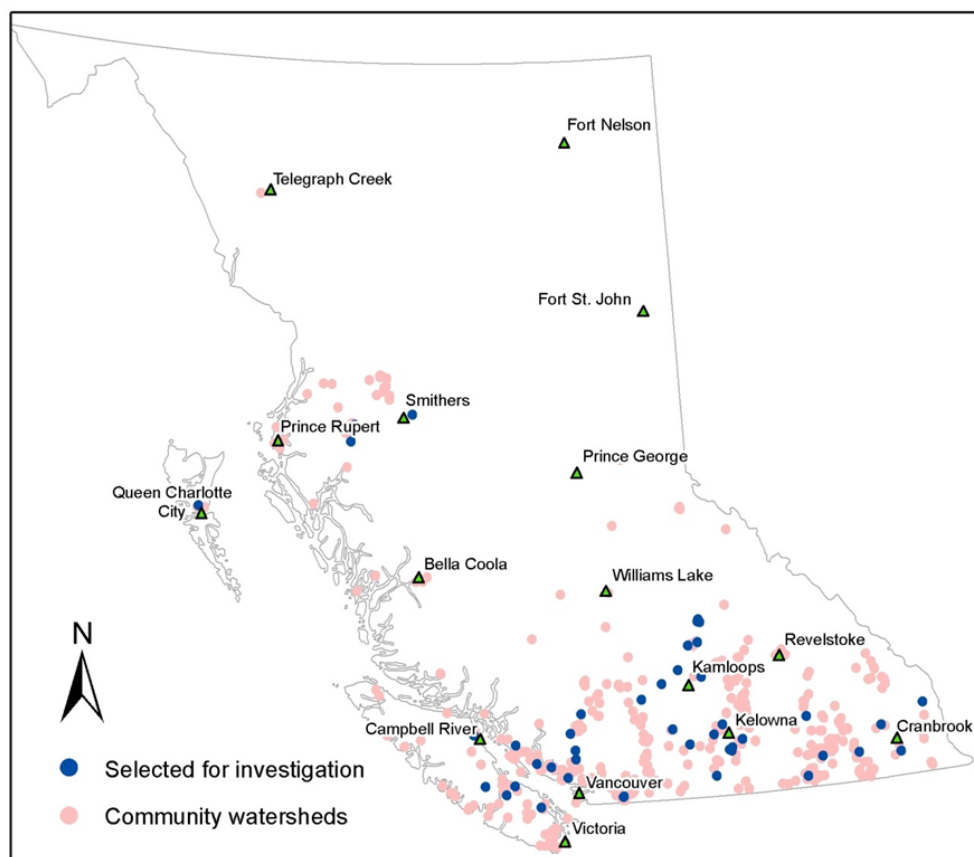 Fort Nelson
Telegraph Creek
Fort St. John
Smithers
Prince Rupert
Prince George
Queen Charlotte
City
Bella Coola
Williams Lake
N
Revelstoke
Kamloops
Campbell River
Kelowna
Cranbrook
Selected for investigation
Vancouver
Community watersheds
Victoria